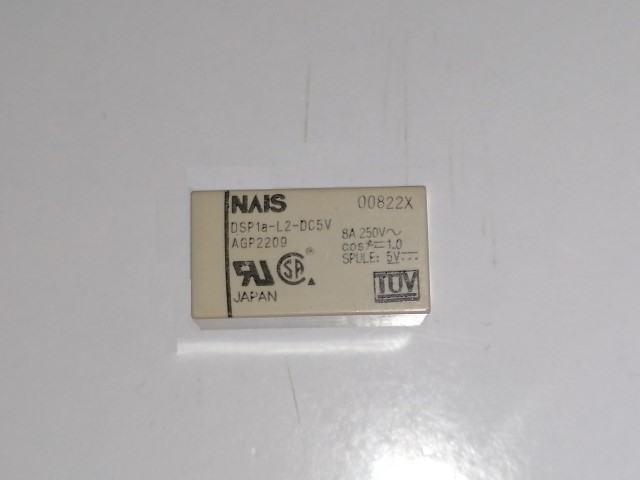 NAIS 00822X
DSP1a-L2-DC5V
AGP2209
8A 250V~
cosφ=1.0
SPULE: 5V⎓
JAPAN
TÜV